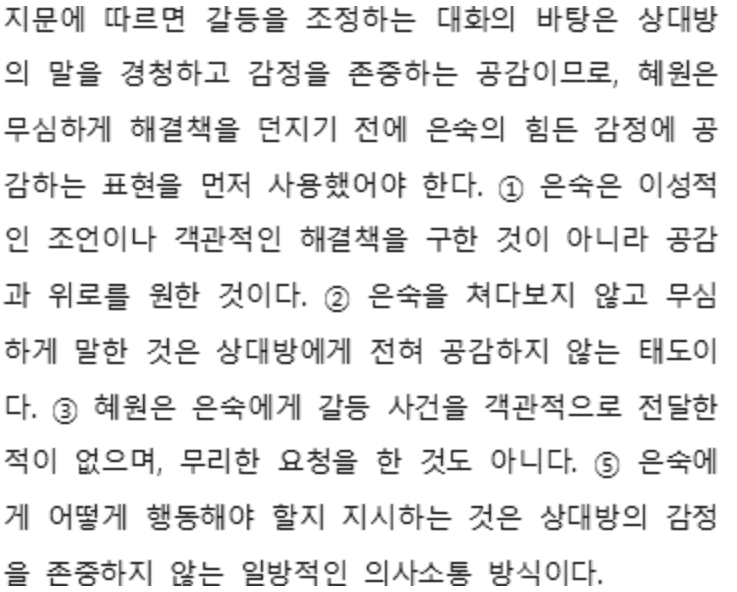 지문에 따르면 갈등을 조정하는 대화의 바탕은 상대방
의 말을 경청하고 감정을 존중하는 공감이므로, 혜원은
무심하게 해결책을 던지기 전에 은숙의 힘든 감정에 공
감하는 표현을 먼저 사용했어야 한다. ① 은숙은 이성적
인 조언이나 객관적인 해결책을 구한 것이 아니라 공감
과 위로를 원한 것이다. ② 은숙을 쳐다보지 않고 무심
하게 말한 것은 상대방에게 전혀 공감하지 않는 태도이
다. ③ 혜원은 은숙에게 갈등 사건을 객관적으로 전달한
적이 없으며, 무리한 요청을 한 것도 아니다. ⑤ 은숙에
게 어떻게 행동해야 할지 지시하는 것은 상대방의 감정
을 존중하지 않는 일방적인 의사소통 방식이다.